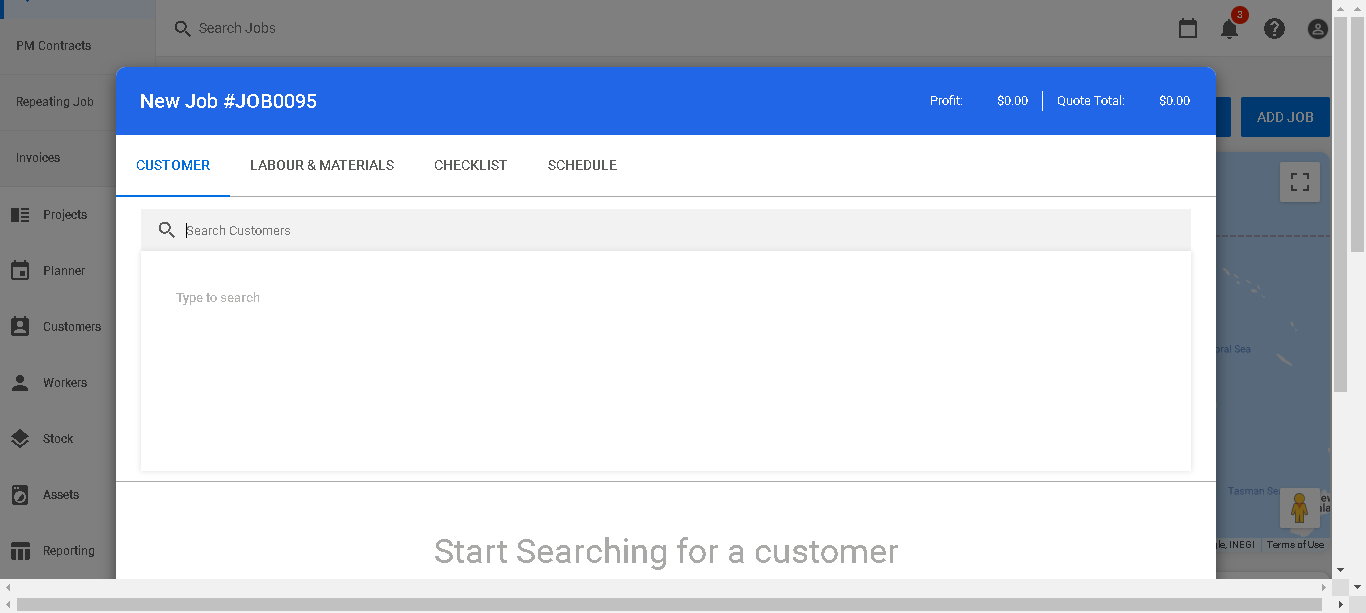 PM Contracts
Search Jobs
3
Repeating Job
Invoices
Projects
Planner
Customers
Workers
Stock
Assets
Reporting
New Job #JOB0095
Profit: $0.00 Quote Total: $0.00
ADD JOB
CUSTOMER LABOUR & MATERIALS CHECKLIST SCHEDULE
Search Customers
Type to search
Start Searching for a customer
oral Sea
Tasman Se
gle, INEGI Terms of Use